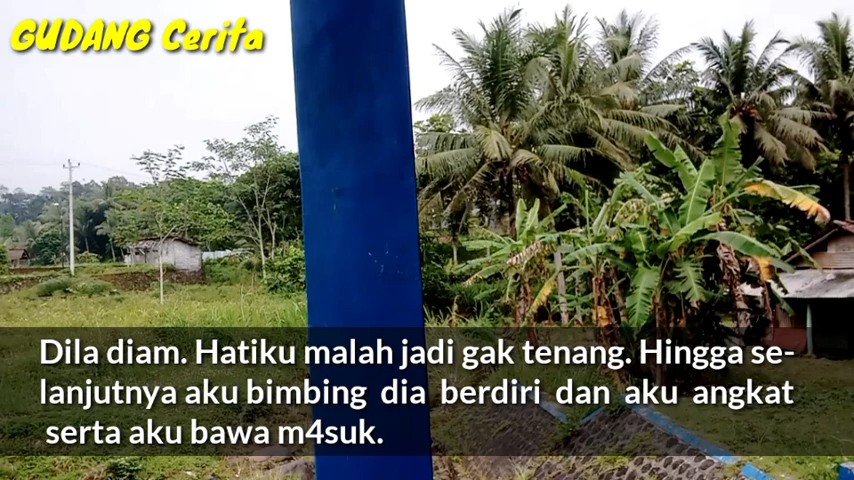 GUDANG Cerita
Dila diam. Hatiku malah jadi gak tenang. Hingga se-
lanjutnya aku bimbing dia berdiri dan aku angkat
serta aku bawa m4suk.